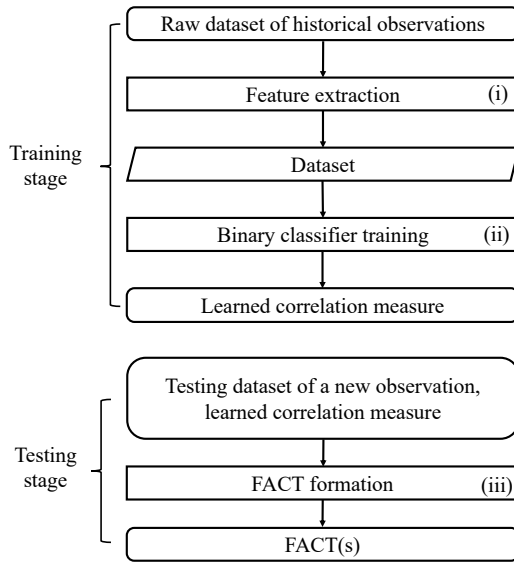 Raw dataset of historical observations
Feature extraction (i)
Training
stage
Dataset
Binary classifier training (ii)
Learned correlation measure
Testing dataset of a new observation,
learned correlation measure
Testing
stage
FACT formation (iii)
FACT(s)